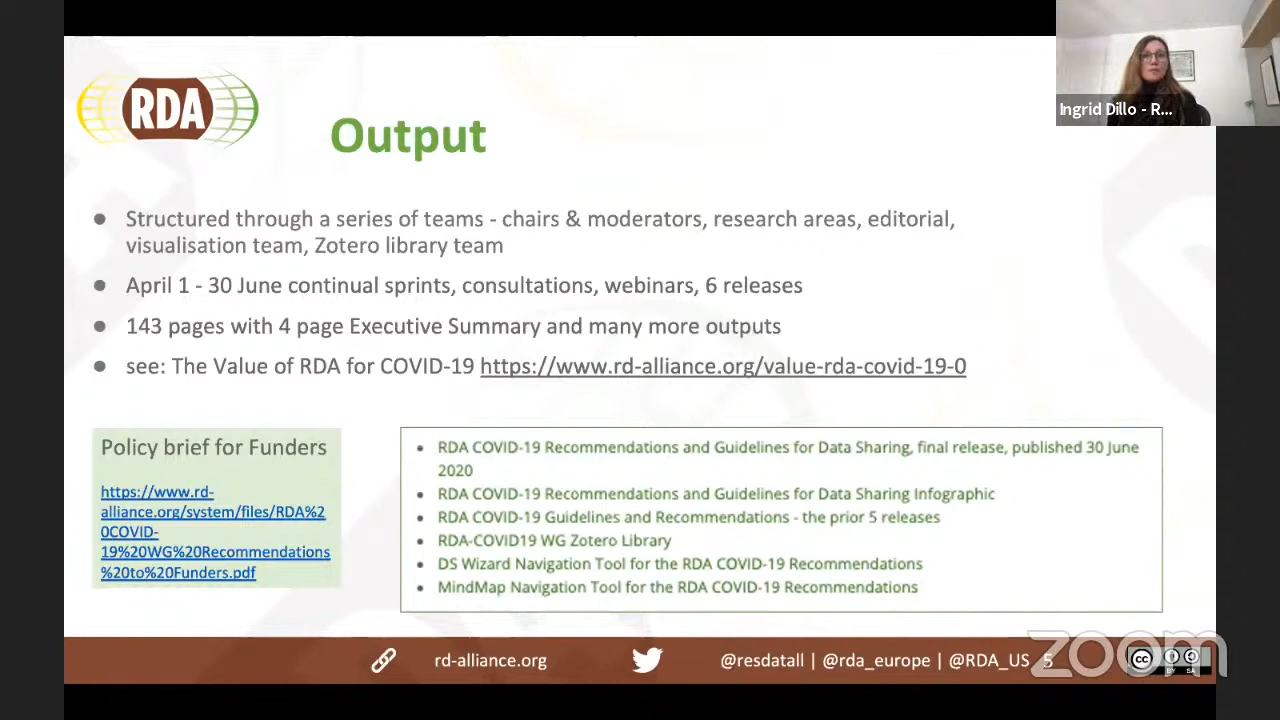 Ingrid Dillo - R...
RDA
Output
● Structured through a series of teams - chairs & moderators, research areas, editorial,
visualisation team, Zotero library team
● April 1 - 30 June continual sprints, consultations, webinars, 6 releases
● 143 pages with 4 page Executive Summary and many more outputs
● see: The Value of RDA for COVID-19 https://www.rd-alliance.org/value-rda-covid-19-0
Policy brief for Funders
https://www.rd-
alliance.org/system/files/RDA%2
0COVID-
19%20WG%20Recommendations
%20to%20Funders.pdf
• RDA COVID-19 Recommendations and Guidelines for Data Sharing, final release, published 30 June
2020
• RDA COVID-19 Recommendations and Guidelines for Data Sharing Infographic
• RDA COVID-19 Guidelines and Recommendations - the prior 5 releases
• RDA-COVID19 WG Zotero Library
• DS Wizard Navigation Tool for the RDA COVID-19 Recommendations
• MindMap Navigation Tool for the RDA COVID-19 Recommendations
rd-alliance.org
@resdatall | @rda_europe | @RDA_US 5
zoom
cc BY SA